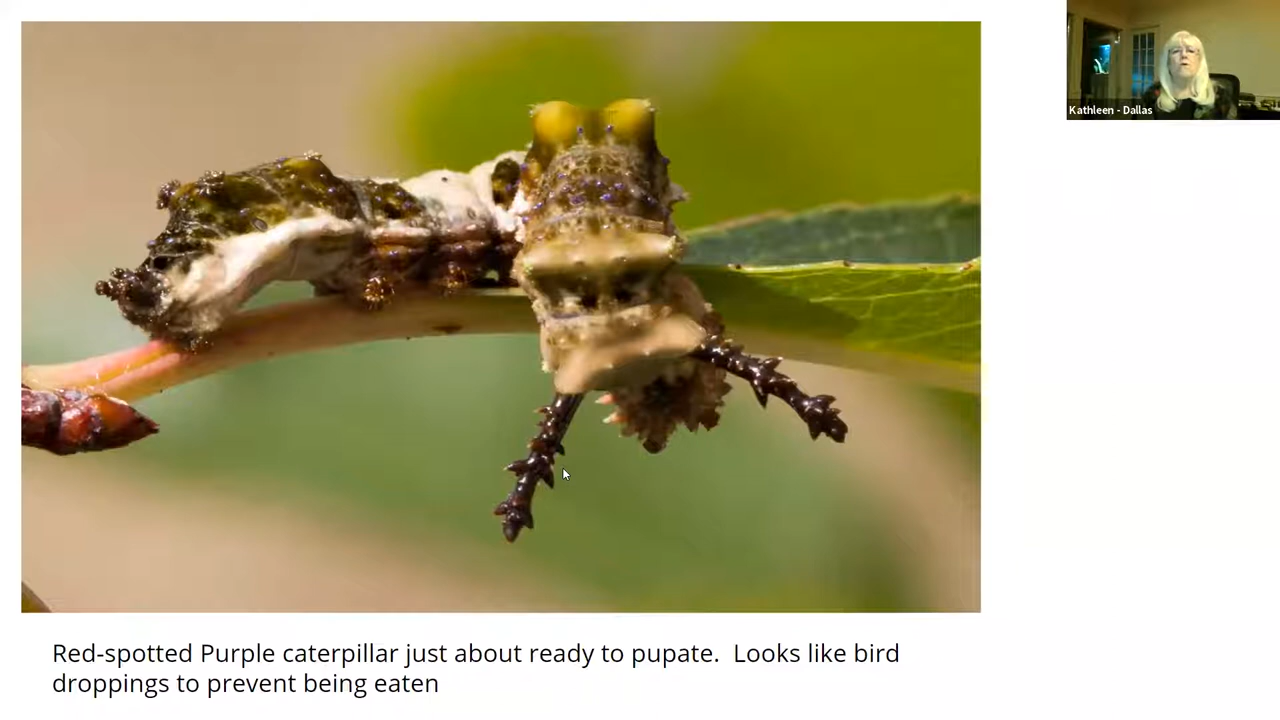 Kathleen - Dallas
Red-spotted Purple caterpillar just about ready to pupate.  Looks like bird
droppings to prevent being eaten